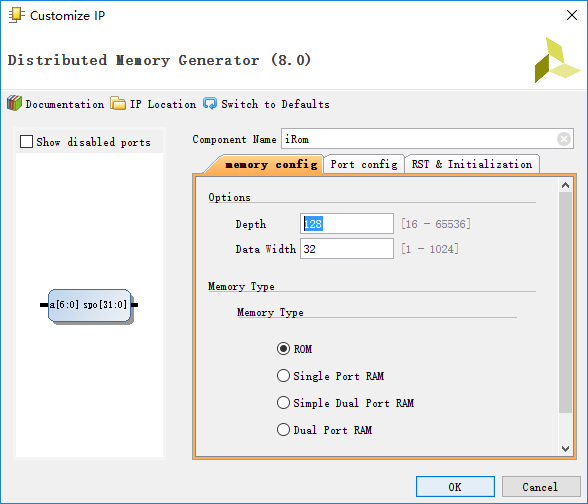 Customize IP
Distributed Memory Generator (8.0)
Documentation IP Location Switch to Defaults
Show disabled ports
Component Name iRom
memory config Port config RST & Initialization
Options
Depth 128 [16 - 65536]
Data Width 32 [1 - 1024]
a[6:0] spo[31:0]
Memory Type
Memory Type
ROM
Single Port RAM
Simple Dual Port RAM
Dual Port RAM
OK Cancel